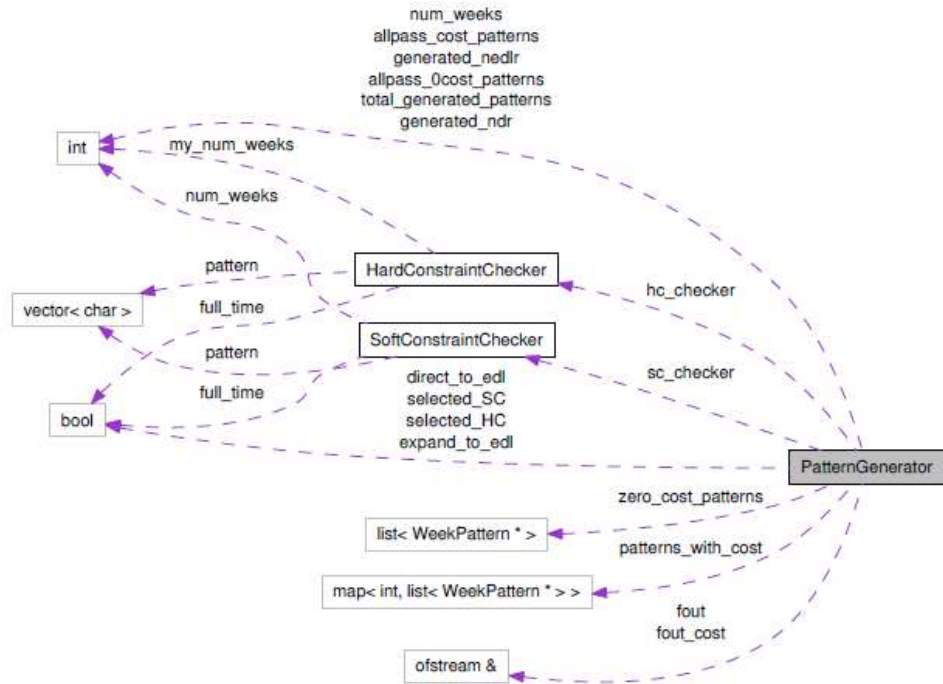 num_weeks
allpass_cost_patterns
generated_nedlr
allpass_0cost_patterns
total_generated_patterns
generated_ndr
int
my_num_weeks
num_weeks
pattern
HardConstraintChecker
hc_checker
vector< char >
full_time
SoftConstraintChecker
pattern
sc_checker
direct_to_edl
full_time
selected_SC
bool
selected_HC
expand_to_edl
PatternGenerator
zero_cost_patterns
list< WeekPattern * >
patterns_with_cost
map< int, list< WeekPattern * > >
fout
fout_cost
ofstream &